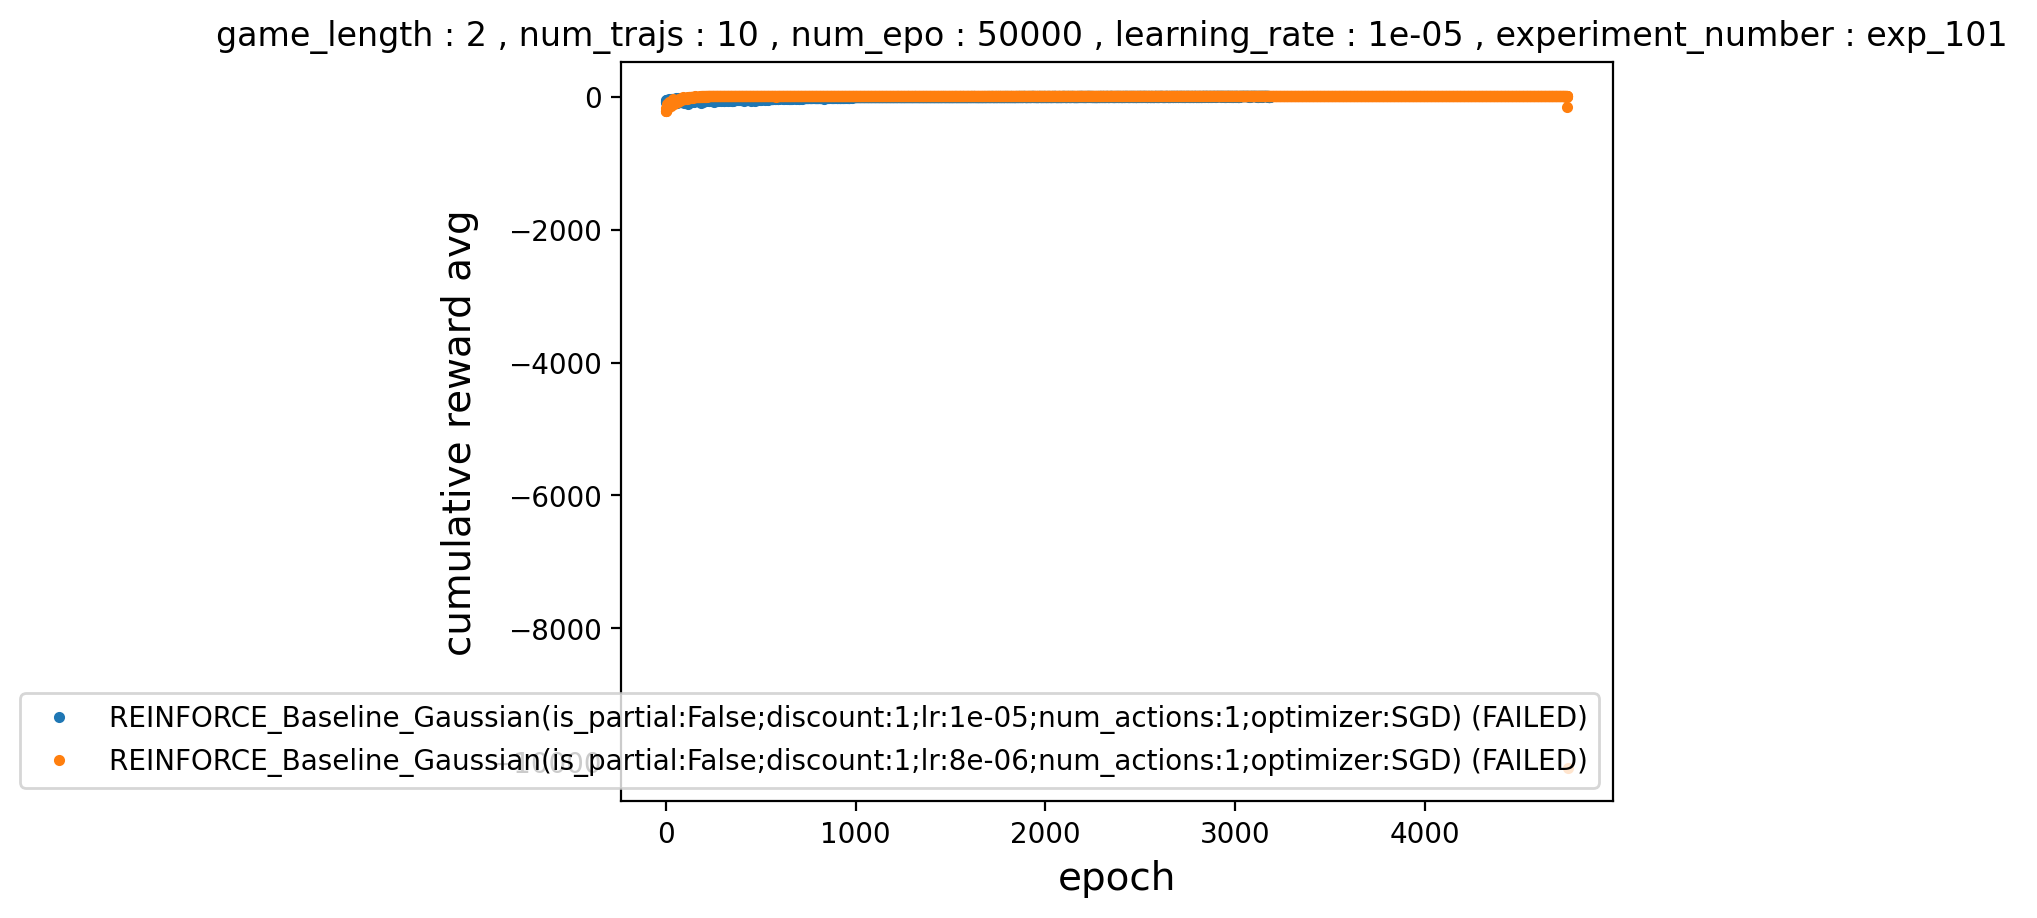 game_length : 2 , num_trajs : 10 , num_epo : 50000 , learning_rate : 1e-05 , experiment_number : exp_101
0
−2000
−4000
−6000
−8000
−10000
cumulative reward avg
REINFORCE_Baseline_Gaussian(is_partial:False;discount:1;lr:1e-05;num_actions:1;optimizer:SGD) (FAILED)
REINFORCE_Baseline_Gaussian(is_partial:False;discount:1;lr:8e-06;num_actions:1;optimizer:SGD) (FAILED)
0 1000 2000 3000 4000
epoch